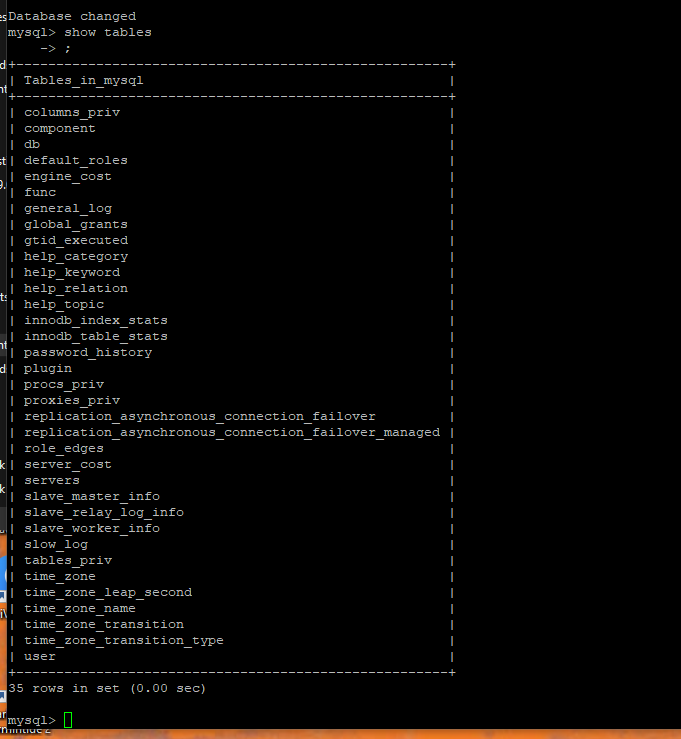 Database changed
mysql> show tables
    -> ;
+------------------------------------------------------+
| Tables_in_mysql                                      |
+------------------------------------------------------+
| columns_priv                                         |
| component                                            |
| db                                                   |
| default_roles                                        |
| engine_cost                                          |
| func                                                 |
| general_log                                          |
| global_grants                                        |
| gtid_executed                                        |
| help_category                                        |
| help_keyword                                         |
| help_relation                                        |
| help_topic                                           |
| innodb_index_stats                                   |
| innodb_table_stats                                   |
| password_history                                     |
| plugin                                               |
| procs_priv                                           |
| proxies_priv                                         |
| replication_asynchronous_connection_failover         |
| replication_asynchronous_connection_failover_managed |
| role_edges                                           |
| server_cost                                          |
| servers                                              |
| slave_master_info                                    |
| slave_relay_log_info                                 |
| slave_worker_info                                    |
| slow_log                                             |
| tables_priv                                          |
| time_zone                                            |
| time_zone_leap_second                                |
| time_zone_name                                       |
| time_zone_transition                                 |
| time_zone_transition_type                            |
| user                                                 |
+------------------------------------------------------+
35 rows in set (0.00 sec)
mysql>